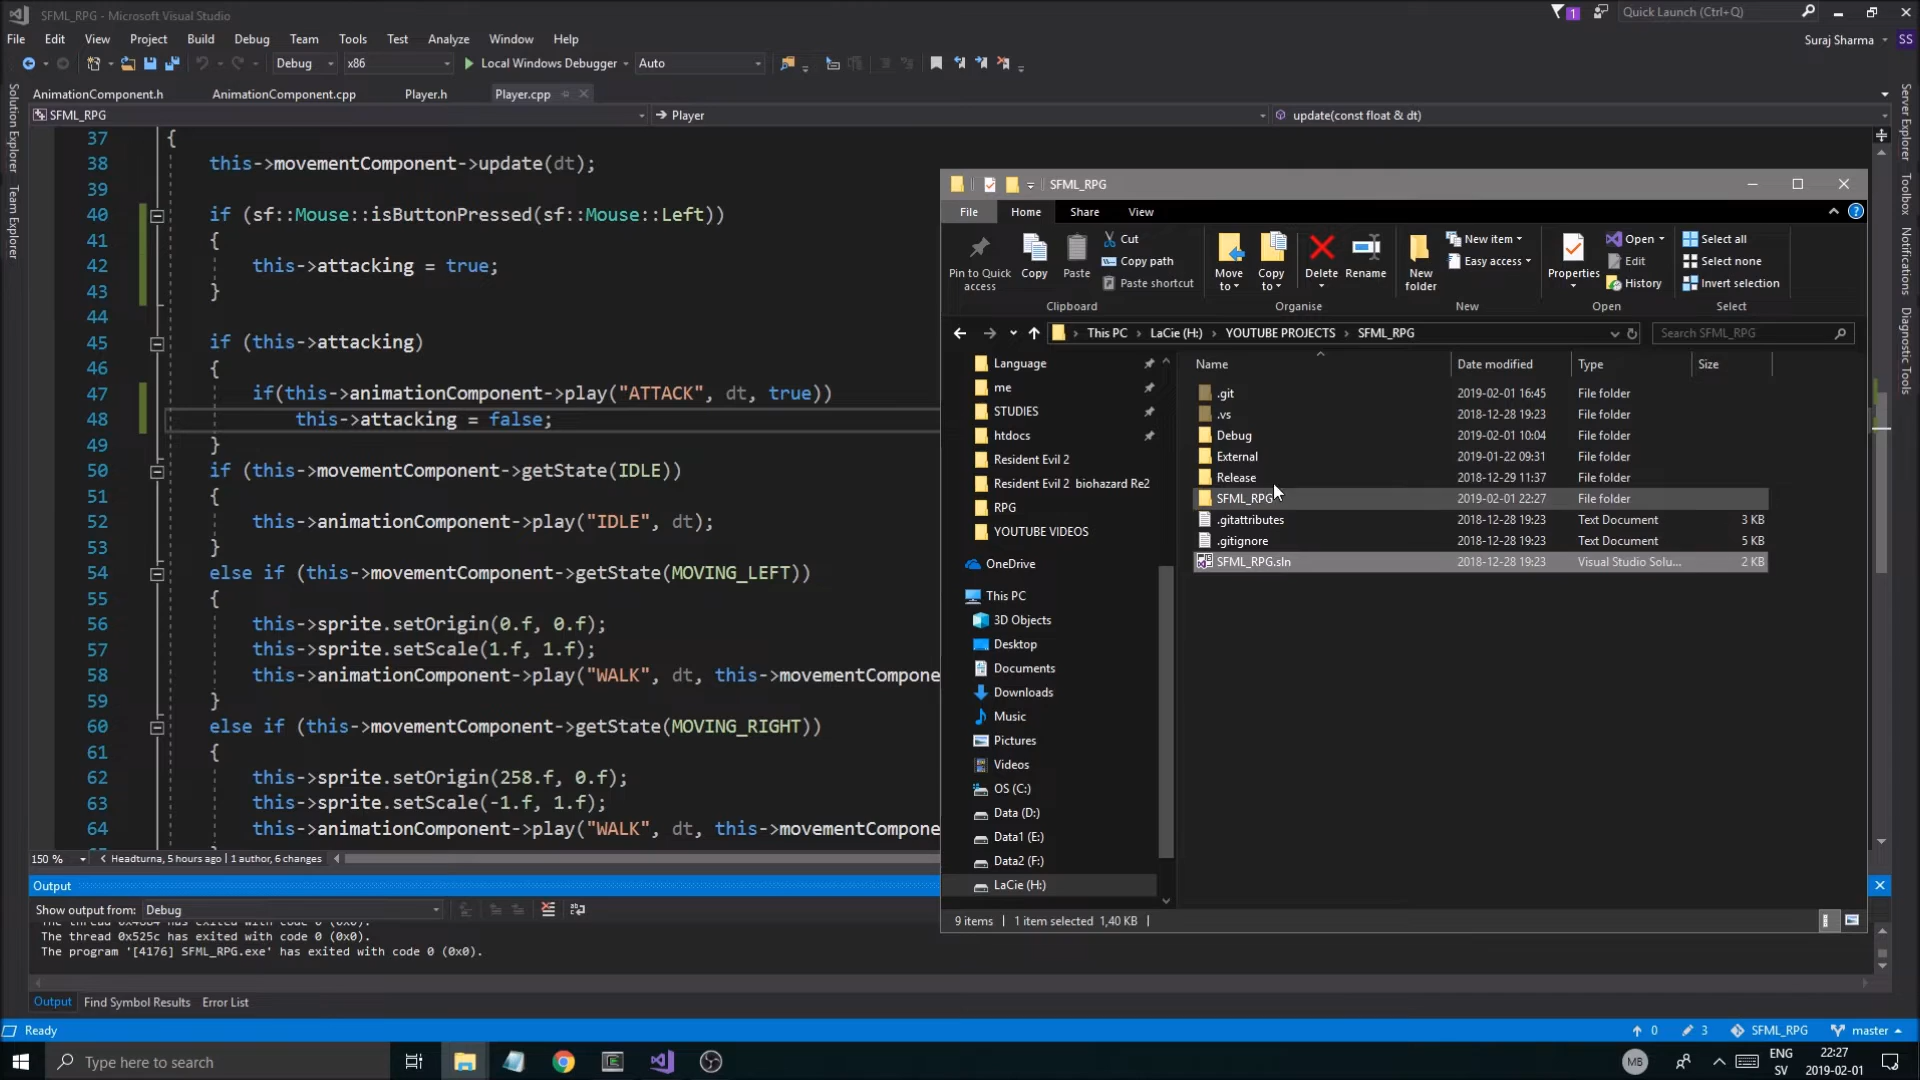 SFML_RPG - Microsoft Visual Studio
1
Quick Launch (Ctrl+Q)
File Edit View Project Build Debug Team Tools Test Analyze Window Help
Suraj Sharma SS
Debug x86 Local Windows Debugger Auto
AnimationComponent.h AnimationComponent.cpp Player.h Player.cpp
SFML_RPG Player update(const float & dt)
Solution Explorer
Team Explorer
Server Explorer
Toolbox
Notifications
Diagnostic Tools
37 {
38 this->movementComponent->update(dt);
39
40 if (sf::Mouse::isButtonPressed(sf::Mouse::Left))
41 {
42 this->attacking = true;
43 }
44
45 if (this->attacking)
46 {
47 if(this->animationComponent->play("ATTACK", dt, true))
48 this->attacking = false;
49 }
50 if (this->movementComponent->getState(IDLE))
51 {
52 this->animationComponent->play("IDLE", dt);
53 }
54 else if (this->movementComponent->getState(MOVING_LEFT))
55 {
56 this->sprite.setOrigin(0.f, 0.f);
57 this->sprite.setScale(1.f, 1.f);
58 this->animationComponent->play("WALK", dt, this->movementCompone
59 }
60 else if (this->movementComponent->getState(MOVING_RIGHT))
61 {
62 this->sprite.setOrigin(258.f, 0.f);
63 this->sprite.setScale(-1.f, 1.f);
64 this->animationComponent->play("WALK", dt, this->movementCompone
150 % Headturna, 5 hours ago | 1 author, 6 changes
Output
Show output from: Debug
The thread 0x525c has exited with code 0 (0x0).
The program '[4176] SFML_RPG.exe' has exited with code 0 (0x0).
Output Find Symbol Results Error List
Ready
0 3 SFML_RPG master
SFML_RPG
File Home Share View
Pin to Quick access
Copy
Paste
Cut
Copy path
Paste shortcut
Clipboard
Move to
Copy to
Delete
Rename
Organise
New folder
New item
Easy access
New
Properties
Open
Edit
History
Open
Select all
Select none
Invert selection
Select
This PC LaCie (H:) YOUTUBE PROJECTS SFML_RPG
Search SFML_RPG
Language
me
STUDIES
htdocs
Resident Evil 2
Resident Evil 2 biohazard Re2
RPG
YOUTUBE VIDEOS
OneDrive
This PC
3D Objects
Desktop
Documents
Downloads
Music
Pictures
Videos
OS (C:)
Data (D:)
Data1 (E:)
Data2 (F:)
LaCie (H:)
Name Date modified Type Size
.git 2019-02-01 16:45 File folder
.vs 2018-12-28 19:23 File folder
Debug 2019-02-01 10:04 File folder
External 2019-01-22 09:31 File folder
Release 2018-12-29 11:37 File folder
SFML_RPG 2019-02-01 22:27 File folder
.gitattributes 2018-12-28 19:23 Text Document 3 KB
.gitignore 2018-12-28 19:23 Text Document 5 KB
SFML_RPG.sln 2018-12-28 19:23 Visual Studio Solu... 2 KB
9 items 1 item selected 1,40 KB
Type here to search
MB
ENG
SV
22:27
2019-02-01